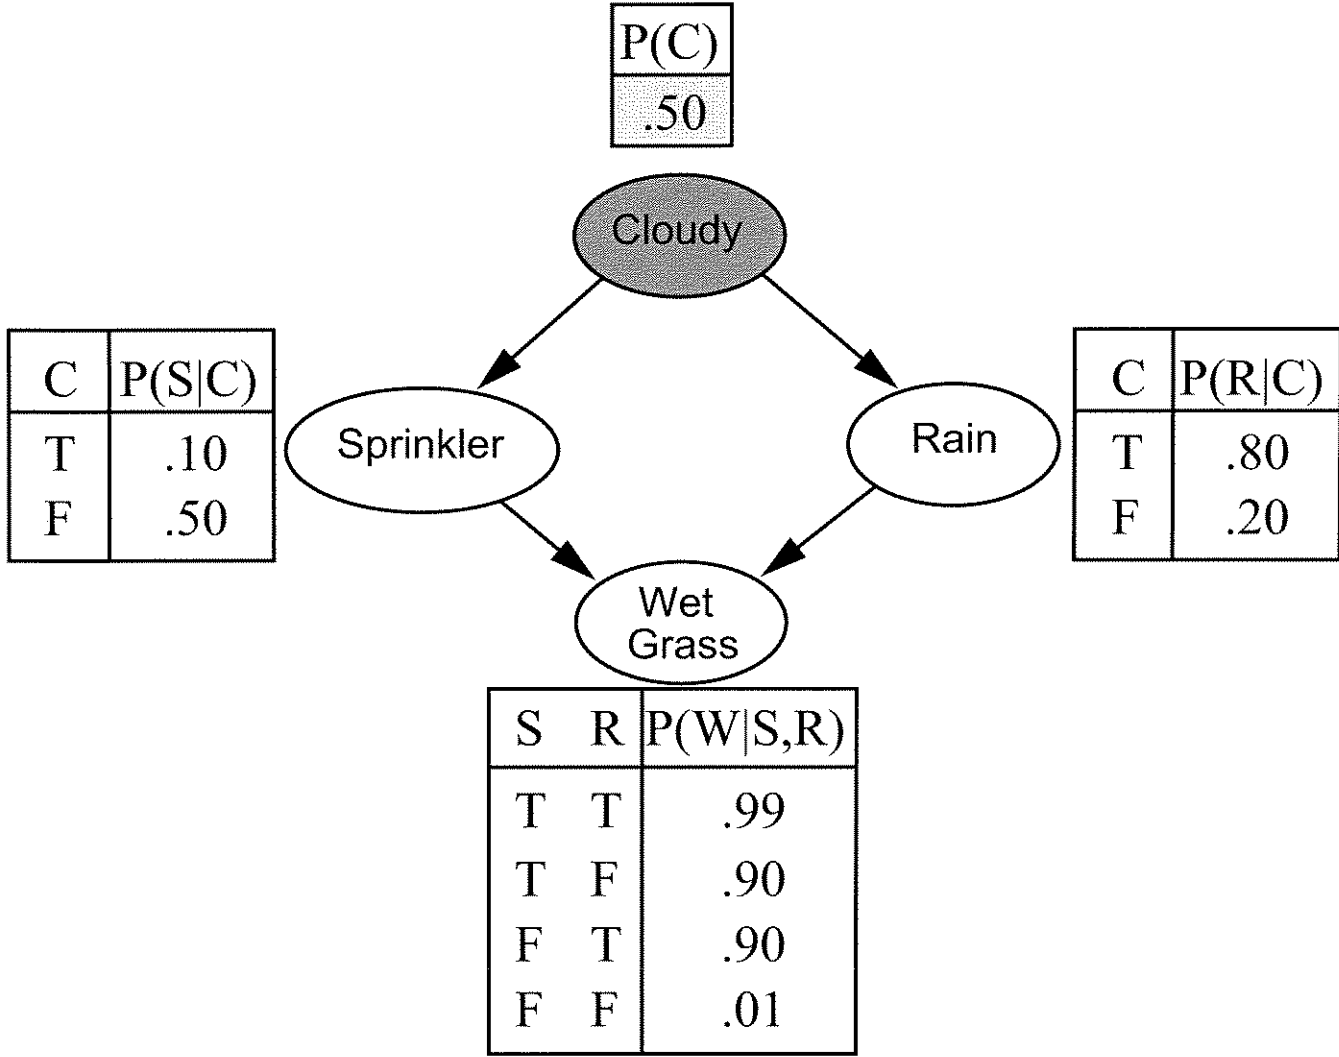 P(C)
.50
Cloudy
C P(S|C)
T .10
F .50
Sprinkler
Rain
C P(R|C)
T .80
F .20
Wet
Grass
S R P(W|S,R)
T T .99
T F .90
F T .90
F F .01